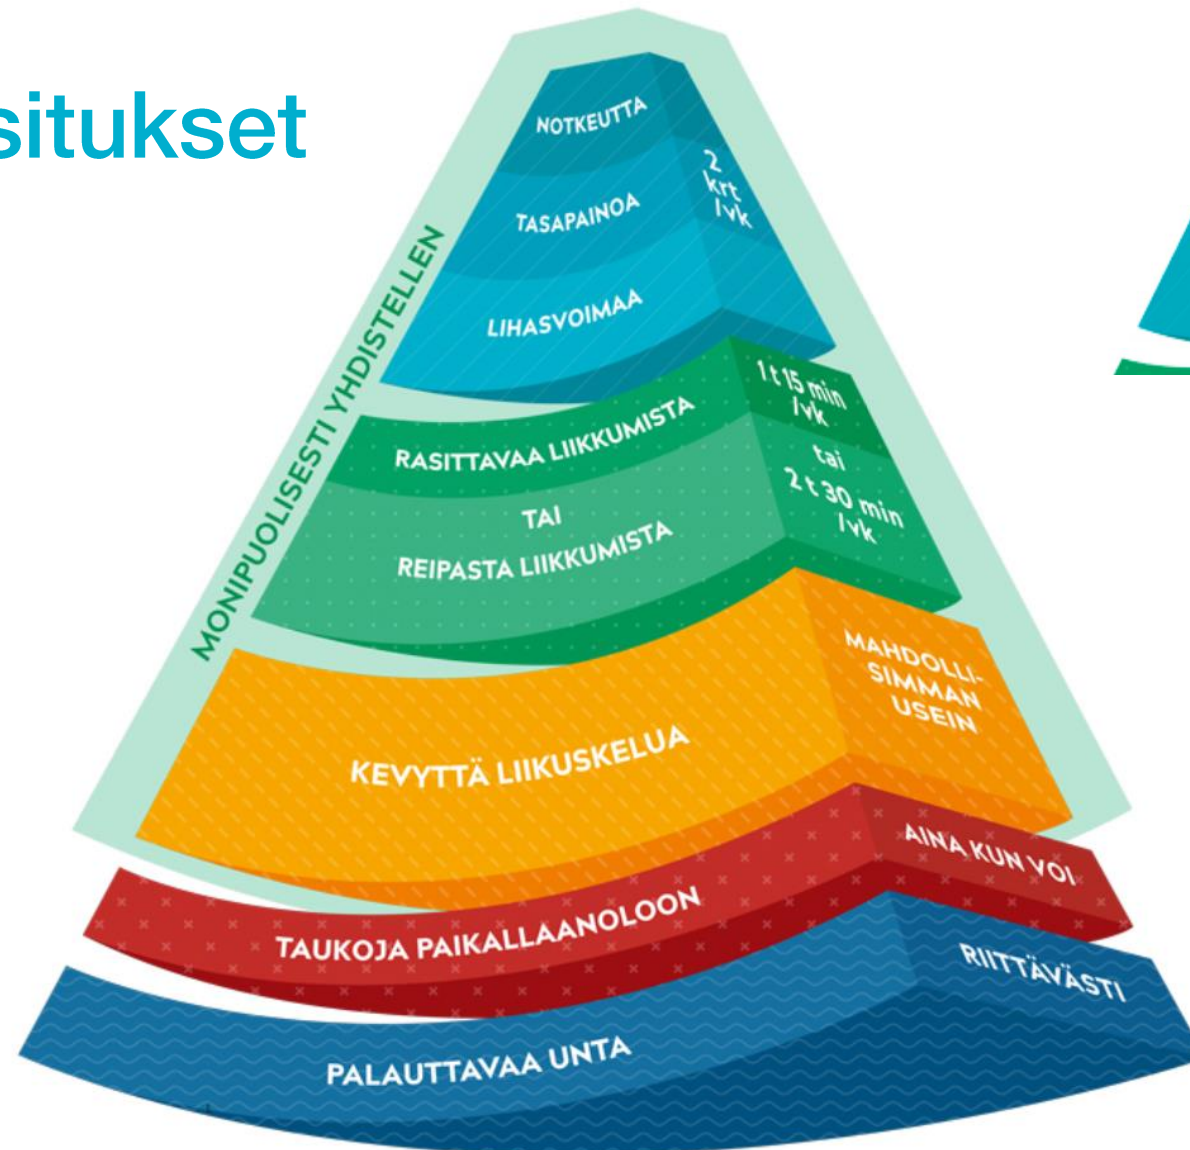 situkset
MONIPUOLISESTI YHDISTELLEN
NOTKEUTTA
TASAPAINOA
LIHASVOIMAA
2
krt
/vk
RASITTAVAA LIIKKUMISTA
1 t 15 min
/vk
TAI
REIPASTA LIIKKUMISTA
tai
2 t 30 min
/vk
KEVYTTÄ LIIKUSKELUA
MAHDOLLI-
SIMMAN
USEIN
TAUKOJA PAIKALLAANOLOON
AINA KUN VOI
PALAUTTAVAA UNTA
RIITTÄVÄSTI